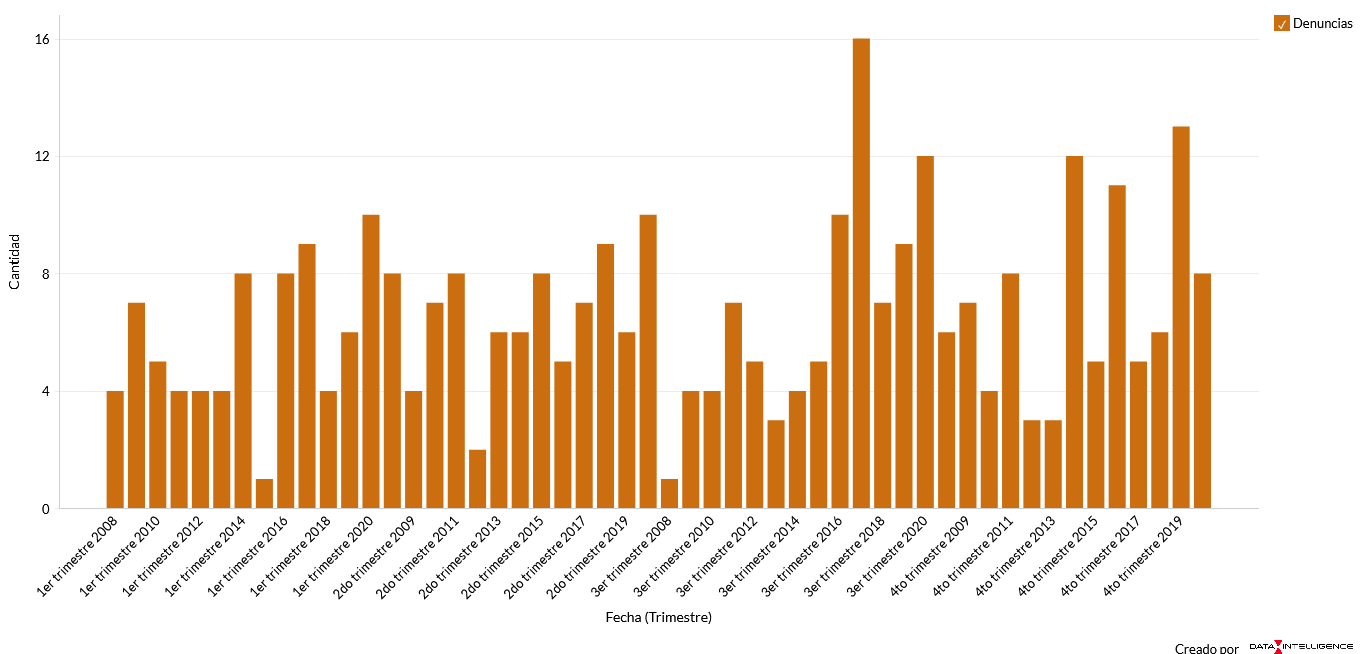 ✓ Denuncias
16
12
8
4
0
Cantidad
1er trimestre 2008
1er trimestre 2010
1er trimestre 2012
1er trimestre 2014
1er trimestre 2016
1er trimestre 2018
1er trimestre 2020
2do trimestre 2009
2do trimestre 2011
2do trimestre 2013
2do trimestre 2015
2do trimestre 2017
2do trimestre 2019
3er trimestre 2008
3er trimestre 2010
3er trimestre 2012
3er trimestre 2014
3er trimestre 2016
3er trimestre 2018
3er trimestre 2020
4to trimestre 2009
4to trimestre 2011
4to trimestre 2013
4to trimestre 2015
4to trimestre 2017
4to trimestre 2019
Fecha (Trimestre)
Creado por DATA INTELLIGENCE